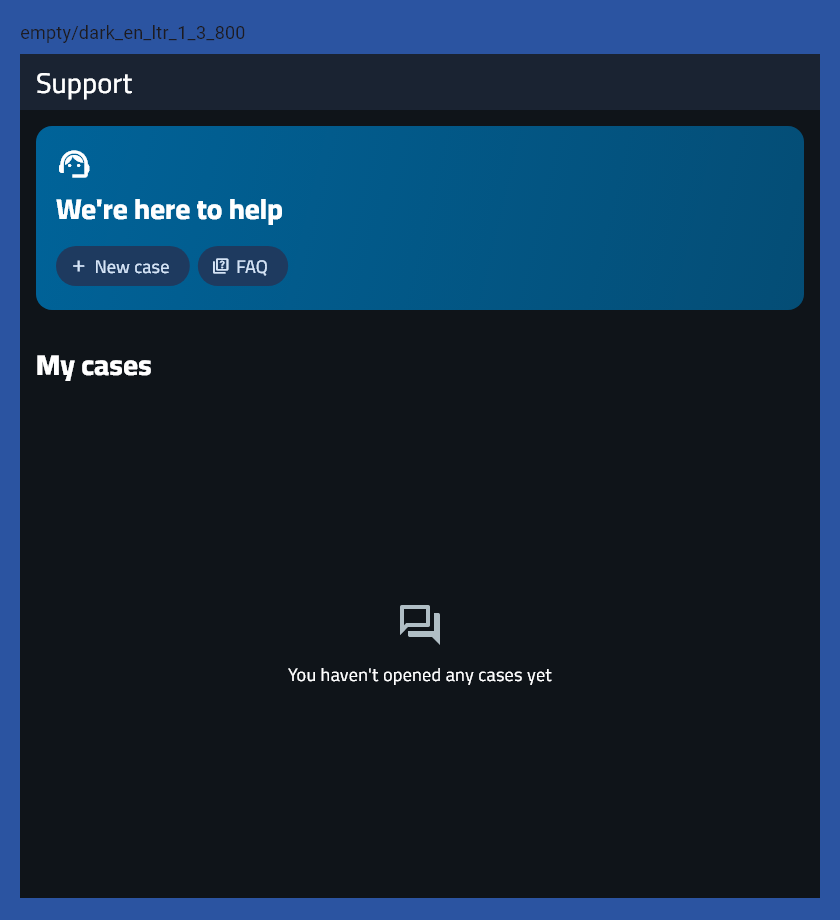 empty/dark_en_ltr_1_3_800
Support
We're here to help
+ New case
FAQ
My cases
You haven't opened any cases yet